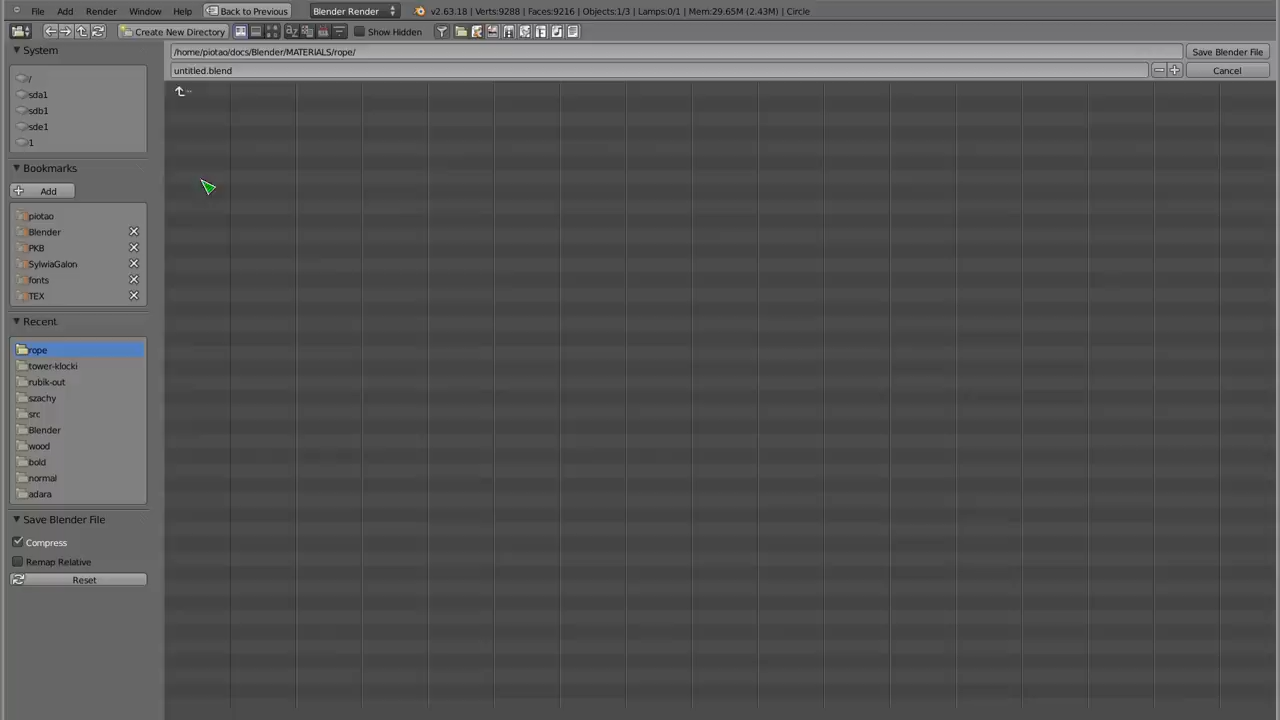 File Add Render Window Help Back to Previous Blender Render v2.63.18 | Verts:9288 | Faces:9216 | Objects:1/3 | Lamps:0/1 | Mem:29.65M (2.43M) | Circle
Create New Directory Show Hidden
System
/
sda1
sdb1
sde1
1
Bookmarks
Add
piotao
Blender
PKB
SylwiaGalon
fonts
TEX
Recent
rope
tower-klocki
rubik-out
szachy
src
Blender
wood
bold
normal
adara
Save Blender File
Compress
Remap Relative
Reset
/home/piotao/docs/Blender/MATERIALS/rope/ Save Blender File
untitled.blend Cancel
..